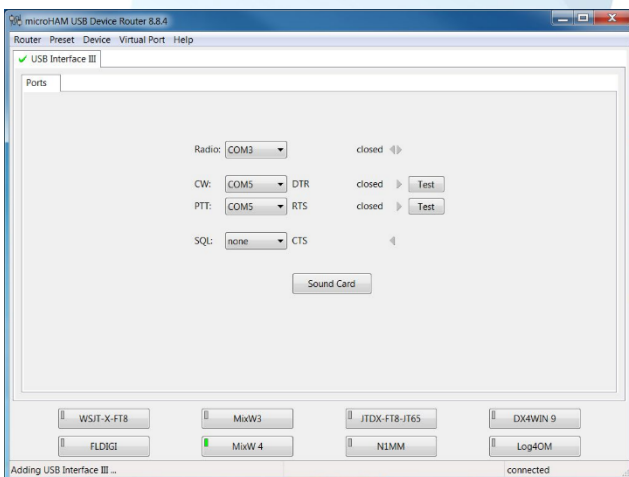 microHAM USB Device Router 8.8.4
Router Preset Device Virtual Port Help
USB Interface III
Ports
Radio: COM3 closed
CW: COM5 DTR closed Test
PTT: COM5 RTS closed Test
SQL: none CTS
Sound Card
WSJT-X-FT8 MixW3 JTDX-FT8-JT65 DX4WIN 9
FLDIGI MixW 4 N1MM Log4OM
Adding USB Interface III ... connected